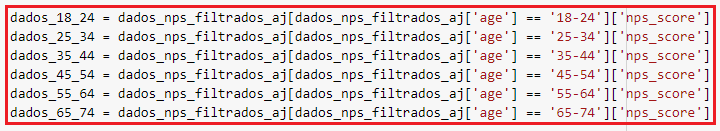 dados_18_24 = dados_nps_filtrados_aj[dados_nps_filtrados_aj['age'] == '18-24']['nps_score']
dados_25_34 = dados_nps_filtrados_aj[dados_nps_filtrados_aj['age'] == '25-34']['nps_score']
dados_35_44 = dados_nps_filtrados_aj[dados_nps_filtrados_aj['age'] == '35-44']['nps_score']
dados_45_54 = dados_nps_filtrados_aj[dados_nps_filtrados_aj['age'] == '45-54']['nps_score']
dados_55_64 = dados_nps_filtrados_aj[dados_nps_filtrados_aj['age'] == '55-64']['nps_score']
dados_65_74 = dados_nps_filtrados_aj[dados_nps_filtrados_aj['age'] == '65-74']['nps_score']